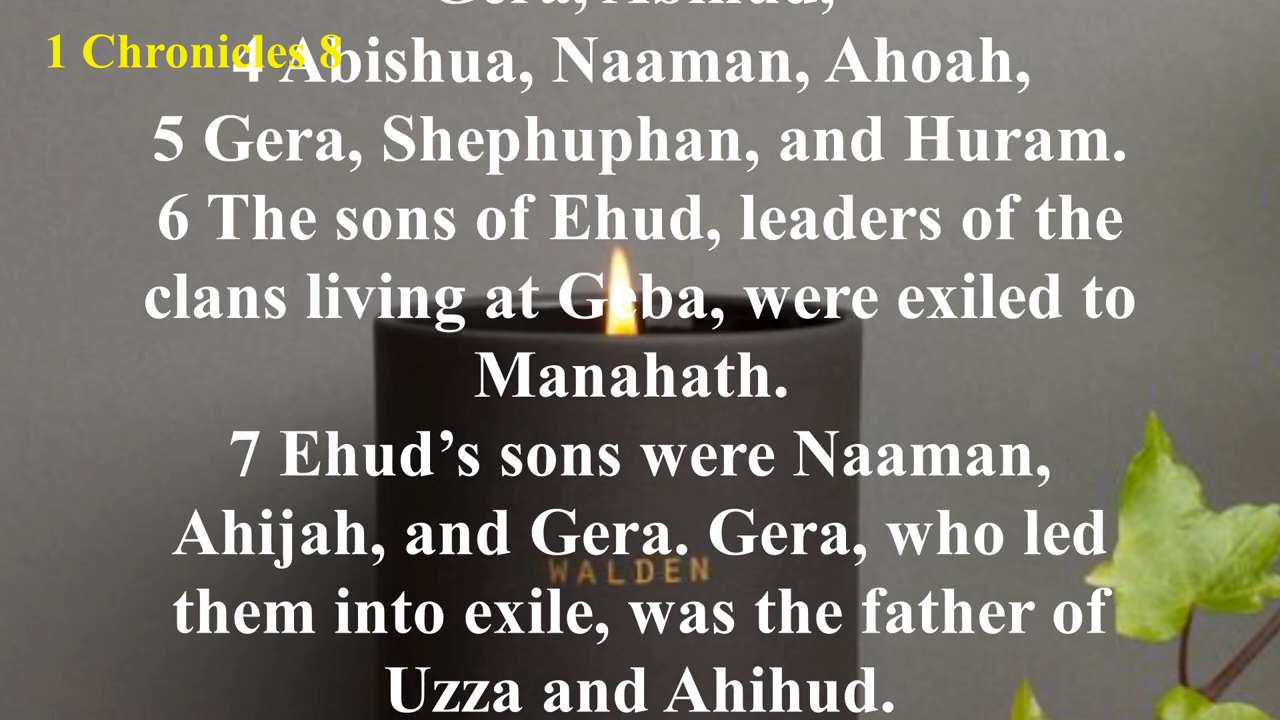 1 Chronicles 8
4 Abishua, Naaman, Ahoah,
5 Gera, Shephuphan, and Huram.
6 The sons of Ehud, leaders of the
clans living at Geba, were exiled to
Manahath.
7 Ehud’s sons were Naaman,
Ahijah, and Gera. Gera, who led
them into exile, was the father of
Uzza and Ahihud.
WALDEN